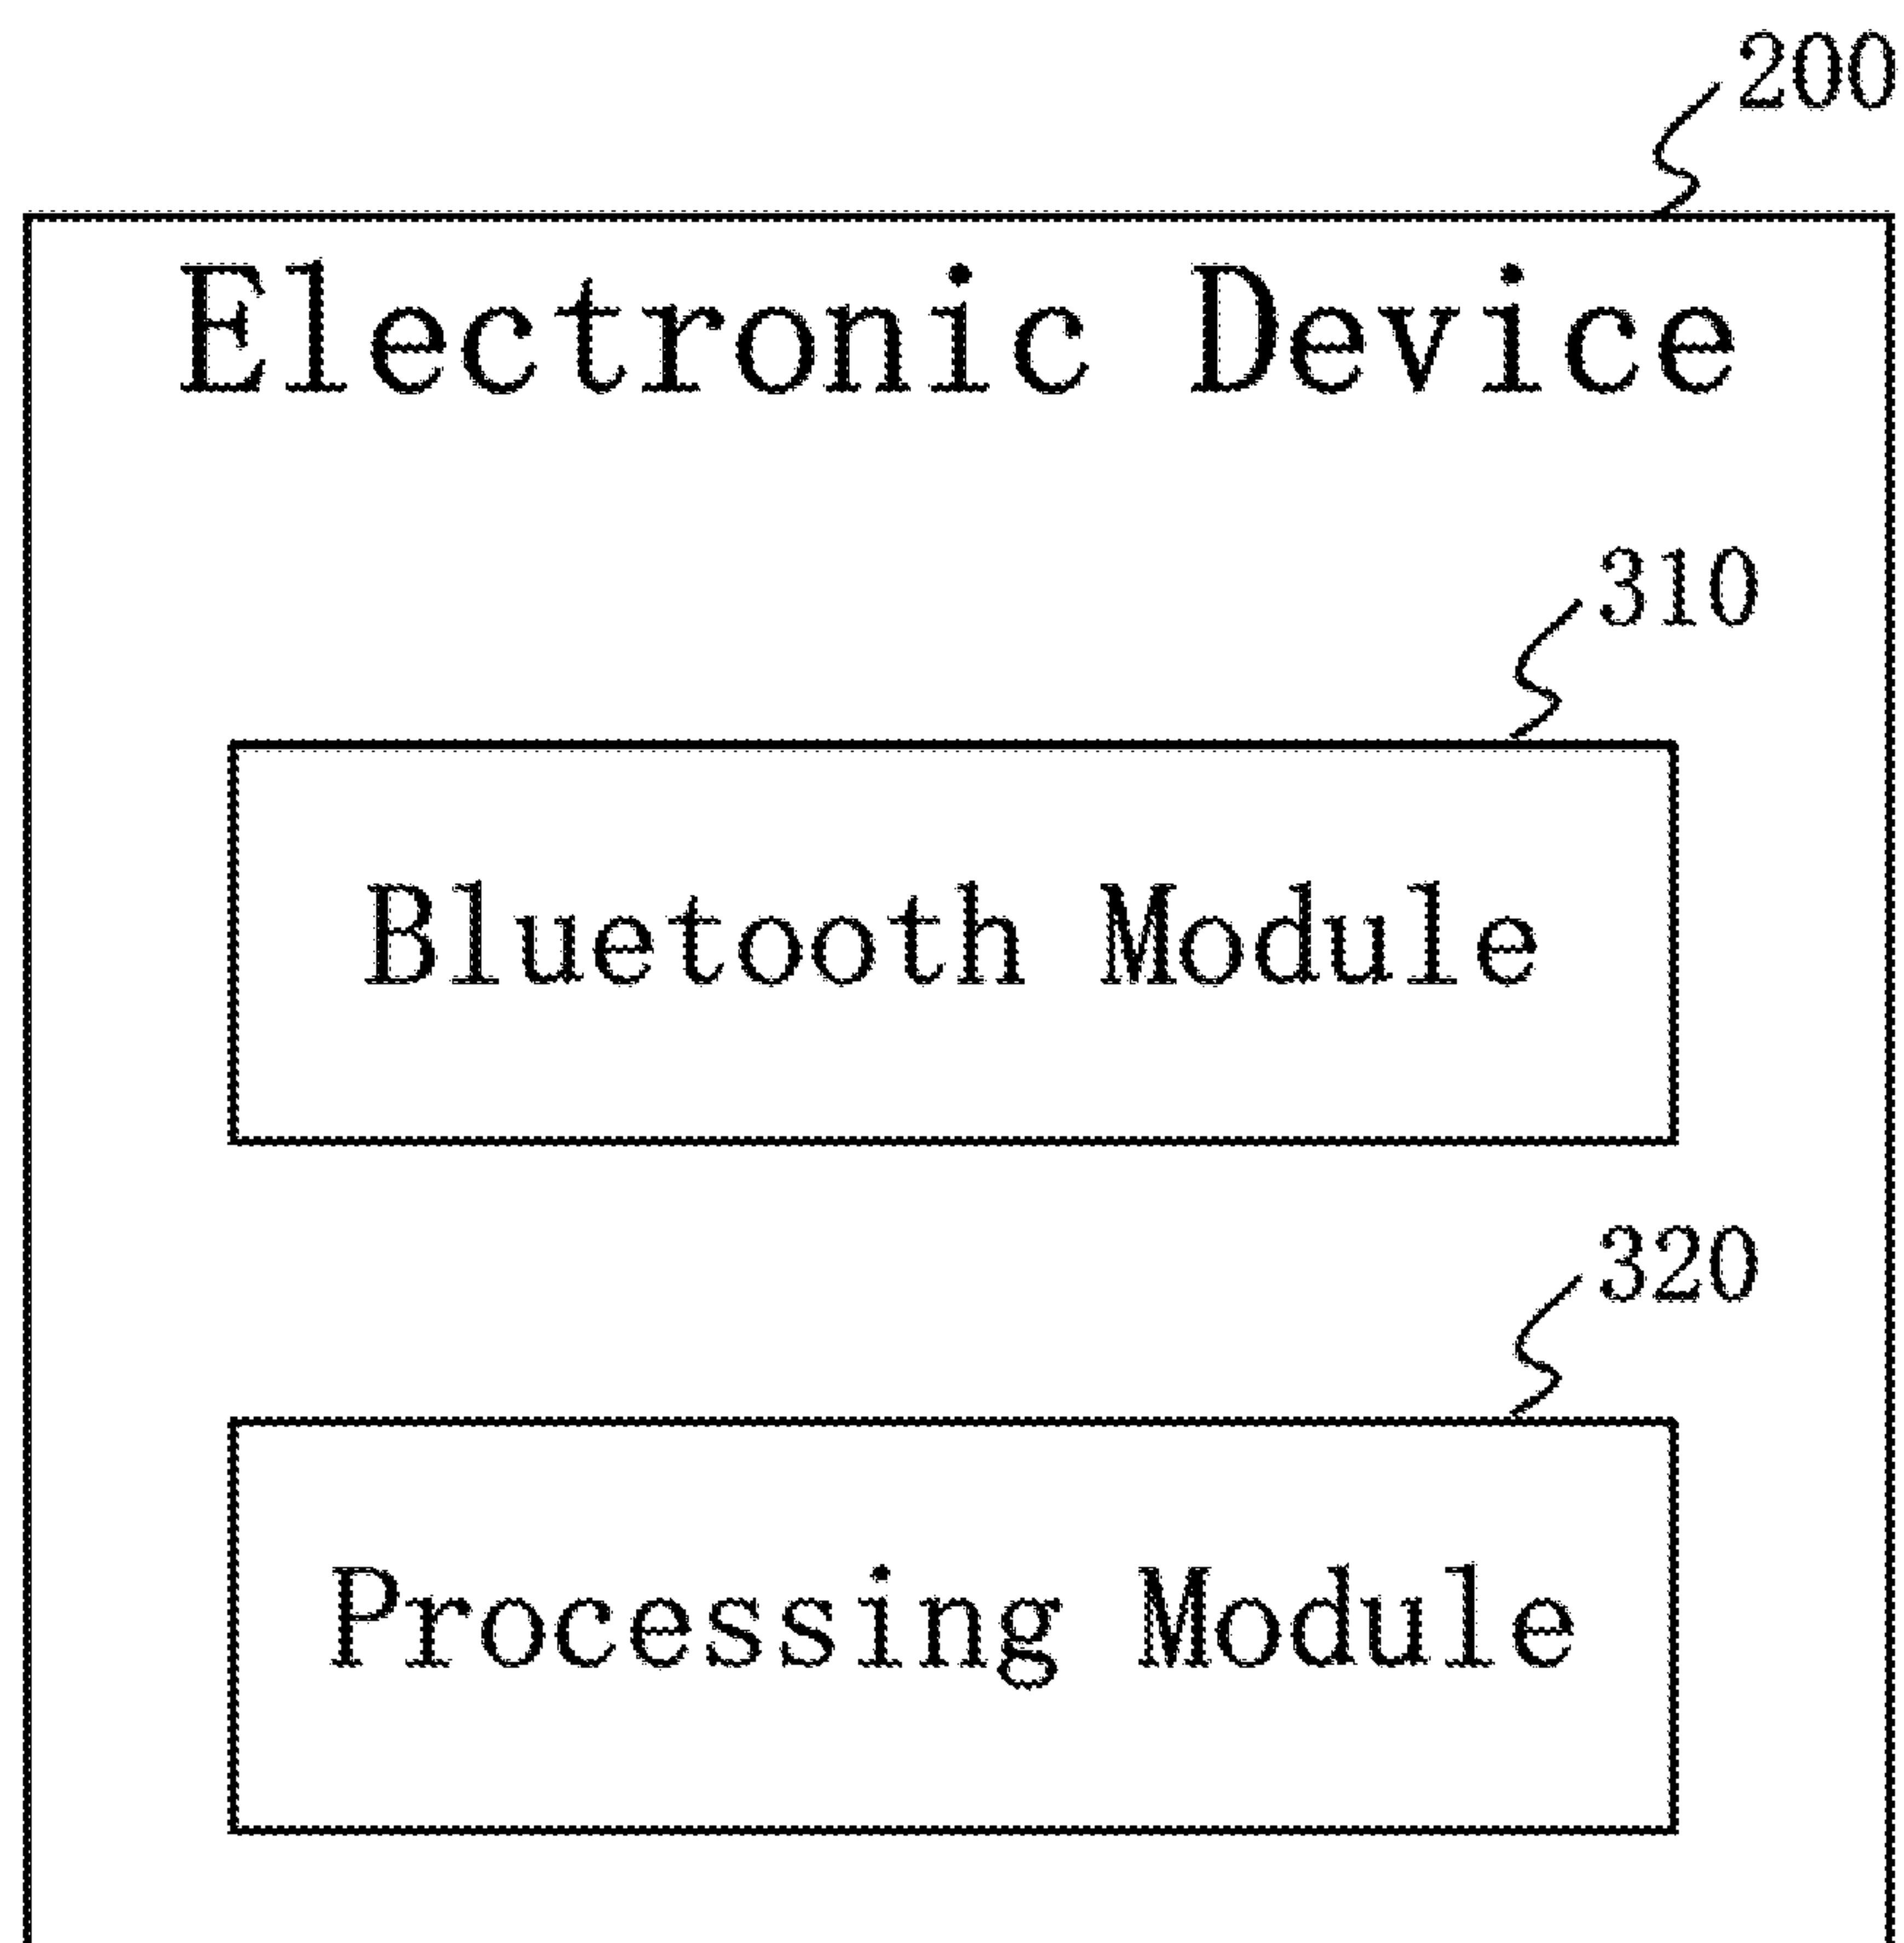 200
Electronic Device
310
Bluetooth Module
320
Processing Module